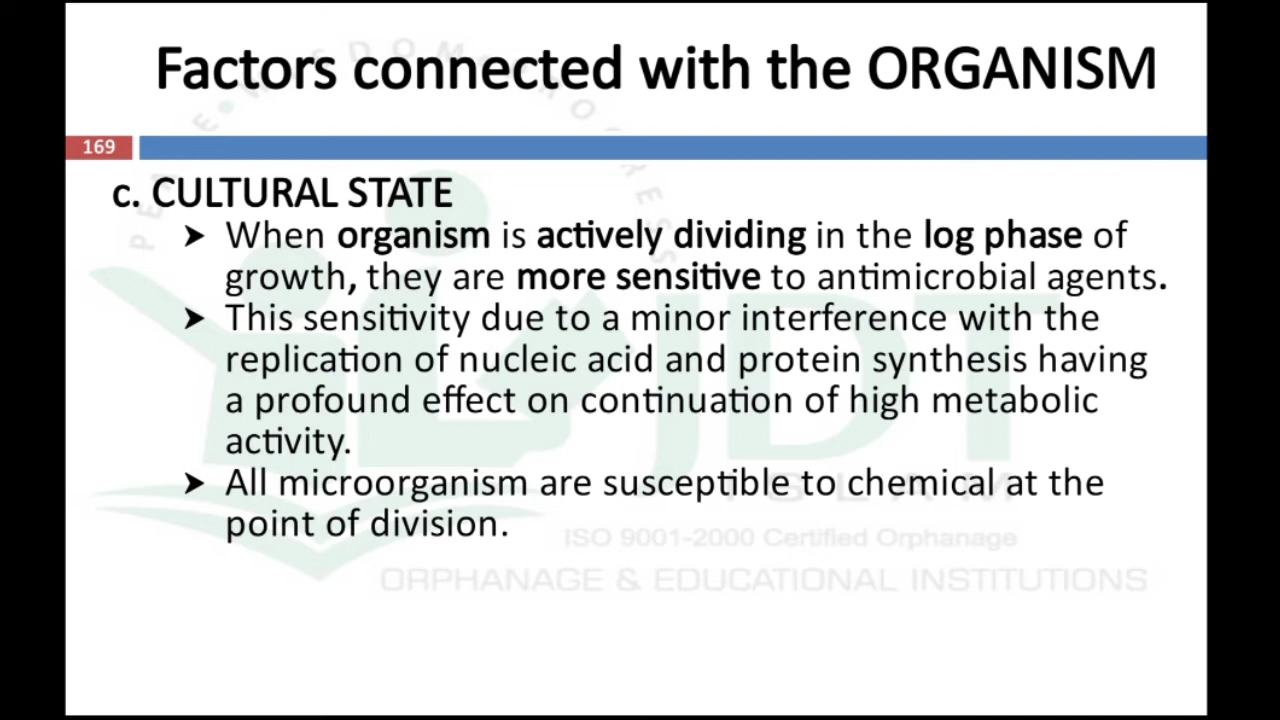 Factors connected with the ORGANISM
169
c. CULTURAL STATE
➤ When organism is actively dividing in the log phase of
growth, they are more sensitive to antimicrobial agents.
➤ This sensitivity due to a minor interference with the
replication of nucleic acid and protein synthesis having
a profound effect on continuation of high metabolic
activity.
➤ All microorganism are susceptible to chemical at the
point of division.
JDT
ISLAM
ISO 9001-2000 Certified Orphanage
ORPHANAGE & EDUCATIONAL INSTITUTIONS